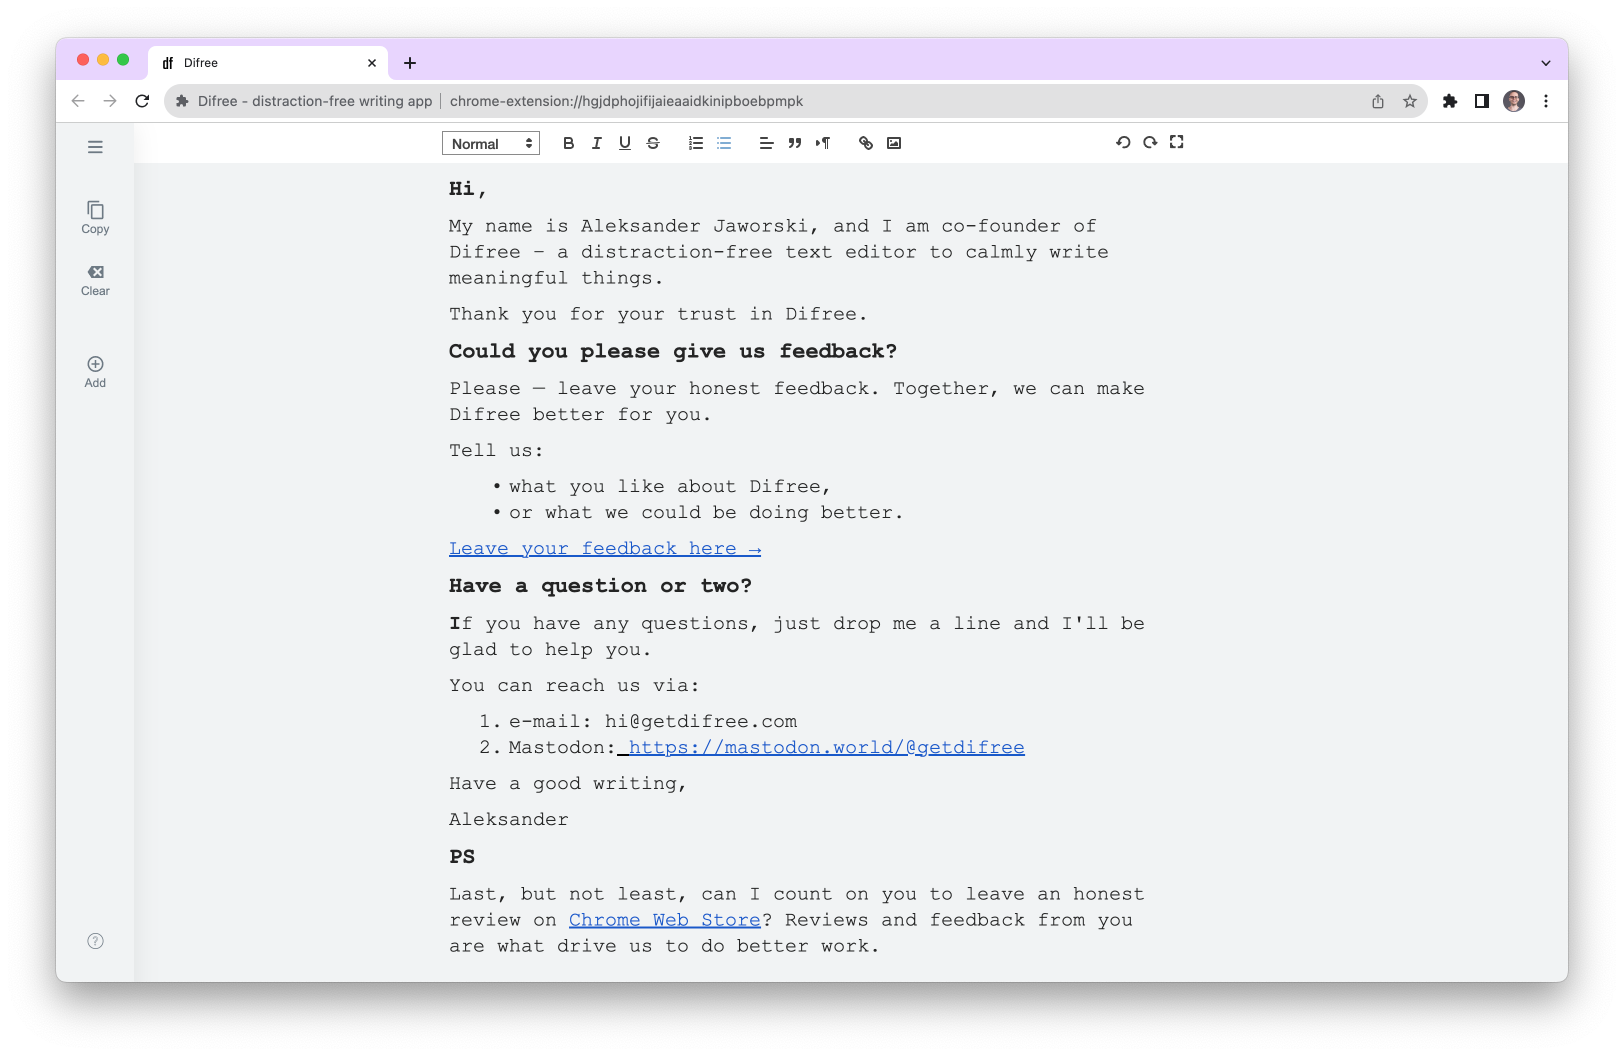 df Difree
Difree - distraction-free writing app | chrome-extension://hgjdphojifijaieaaidkinipboebpmpk
Normal B I U S
Copy
Clear
Add
Hi,
My name is Aleksander Jaworski, and I am co-founder of
Difree – a distraction-free text editor to calmly write
meaningful things.
Thank you for your trust in Difree.
Could you please give us feedback?
Please — leave your honest feedback. Together, we can make
Difree better for you.
Tell us:
• what you like about Difree,
• or what we could be doing better.
Leave your feedback here →
Have a question or two?
If you have any questions, just drop me a line and I'll be
glad to help you.
You can reach us via:
1. e-mail: hi@getdifree.com
2. Mastodon: https://mastodon.world/@getdifree
Have a good writing,
Aleksander
PS
Last, but not least, can I count on you to leave an honest
review on Chrome Web Store? Reviews and feedback from you
are what drive us to do better work.